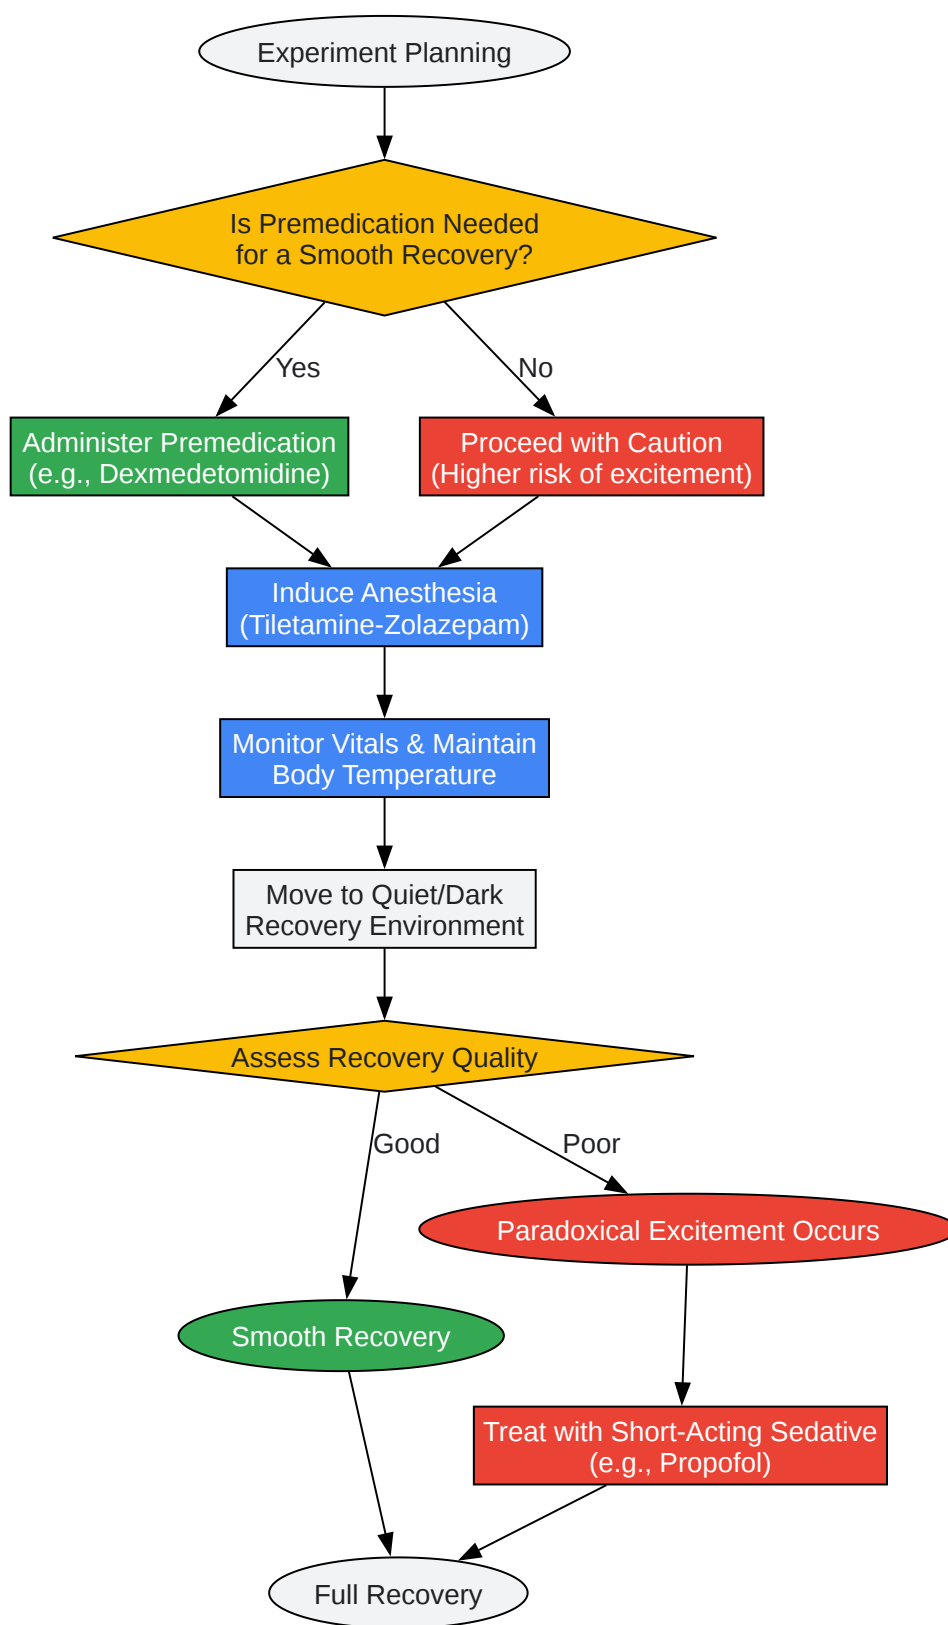 Experiment Planning
Is Premedication Needed
for a Smooth Recovery?
Yes
No
Administer Premedication
(e.g., Dexmedetomidine)
Proceed with Caution
(Higher risk of excitement)
Induce Anesthesia
(Tiletamine-Zolazepam)
Monitor Vitals & Maintain
Body Temperature
Move to Quiet/Dark
Recovery Environment
Assess Recovery Quality
Good
Poor
Paradoxical Excitement Occurs
Smooth Recovery
Treat with Short-Acting Sedative
(e.g., Propofol)
Full Recovery